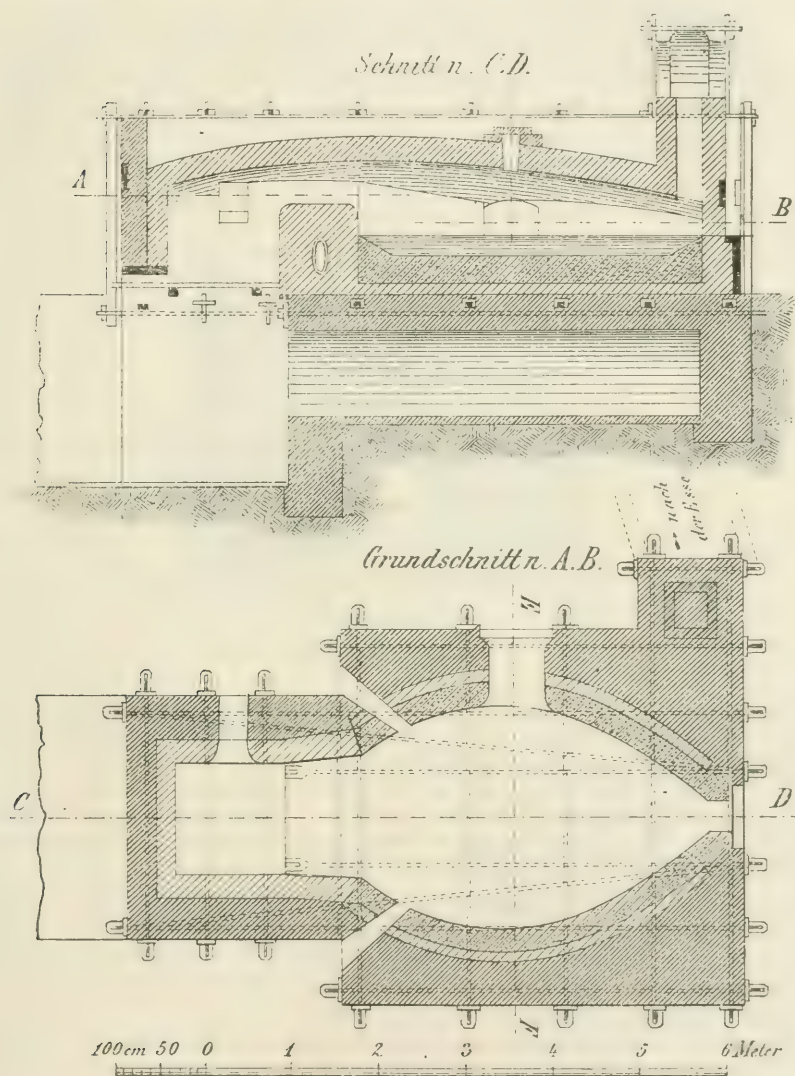 Schnitt n. C.D.
A
B
nach
der Esse
Grundschnitt n. A.B.
C
D
100 cm 50 0 1 2 3 4 5 6 Meter